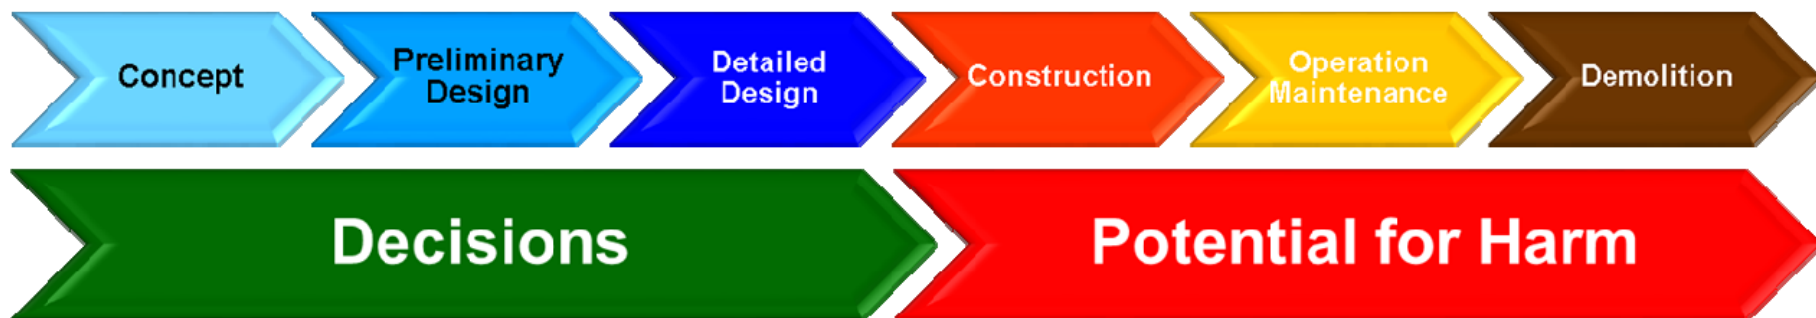 Concept
Preliminary
Design
Detailed
Design
Construction
Operation
Maintenance
Demolition
Decisions
Potential for Harm